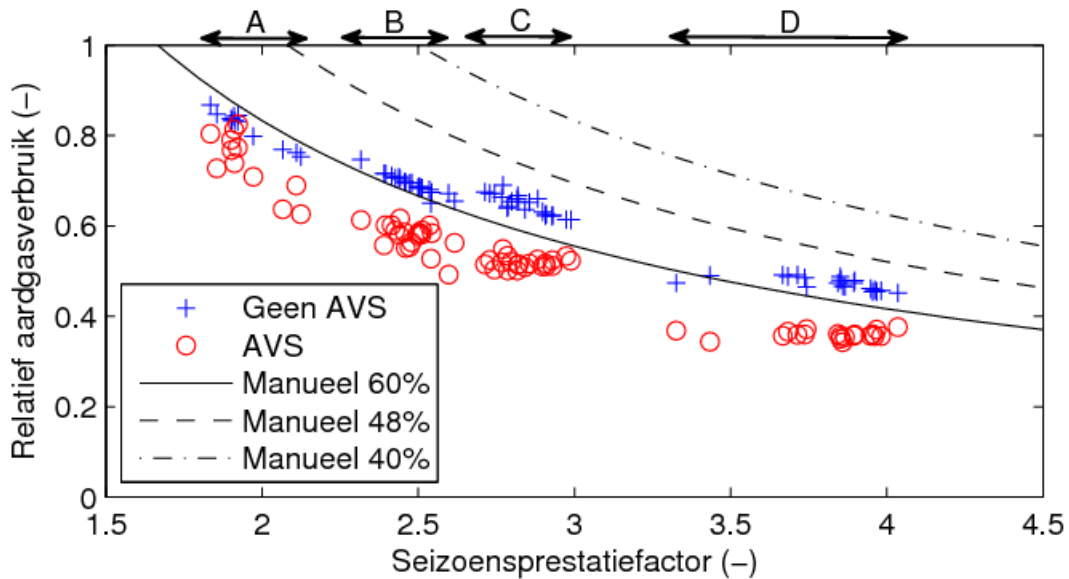 A B C D
1
0.8
0.6
0.4
0.2
0
Relatief aardgasverbruik (−)
Geen AVS
AVS
Manueel 60%
Manueel 48%
Manueel 40%
1.5 2 2.5 3 3.5 4 4.5
Seizoensprestatiefactor (−)